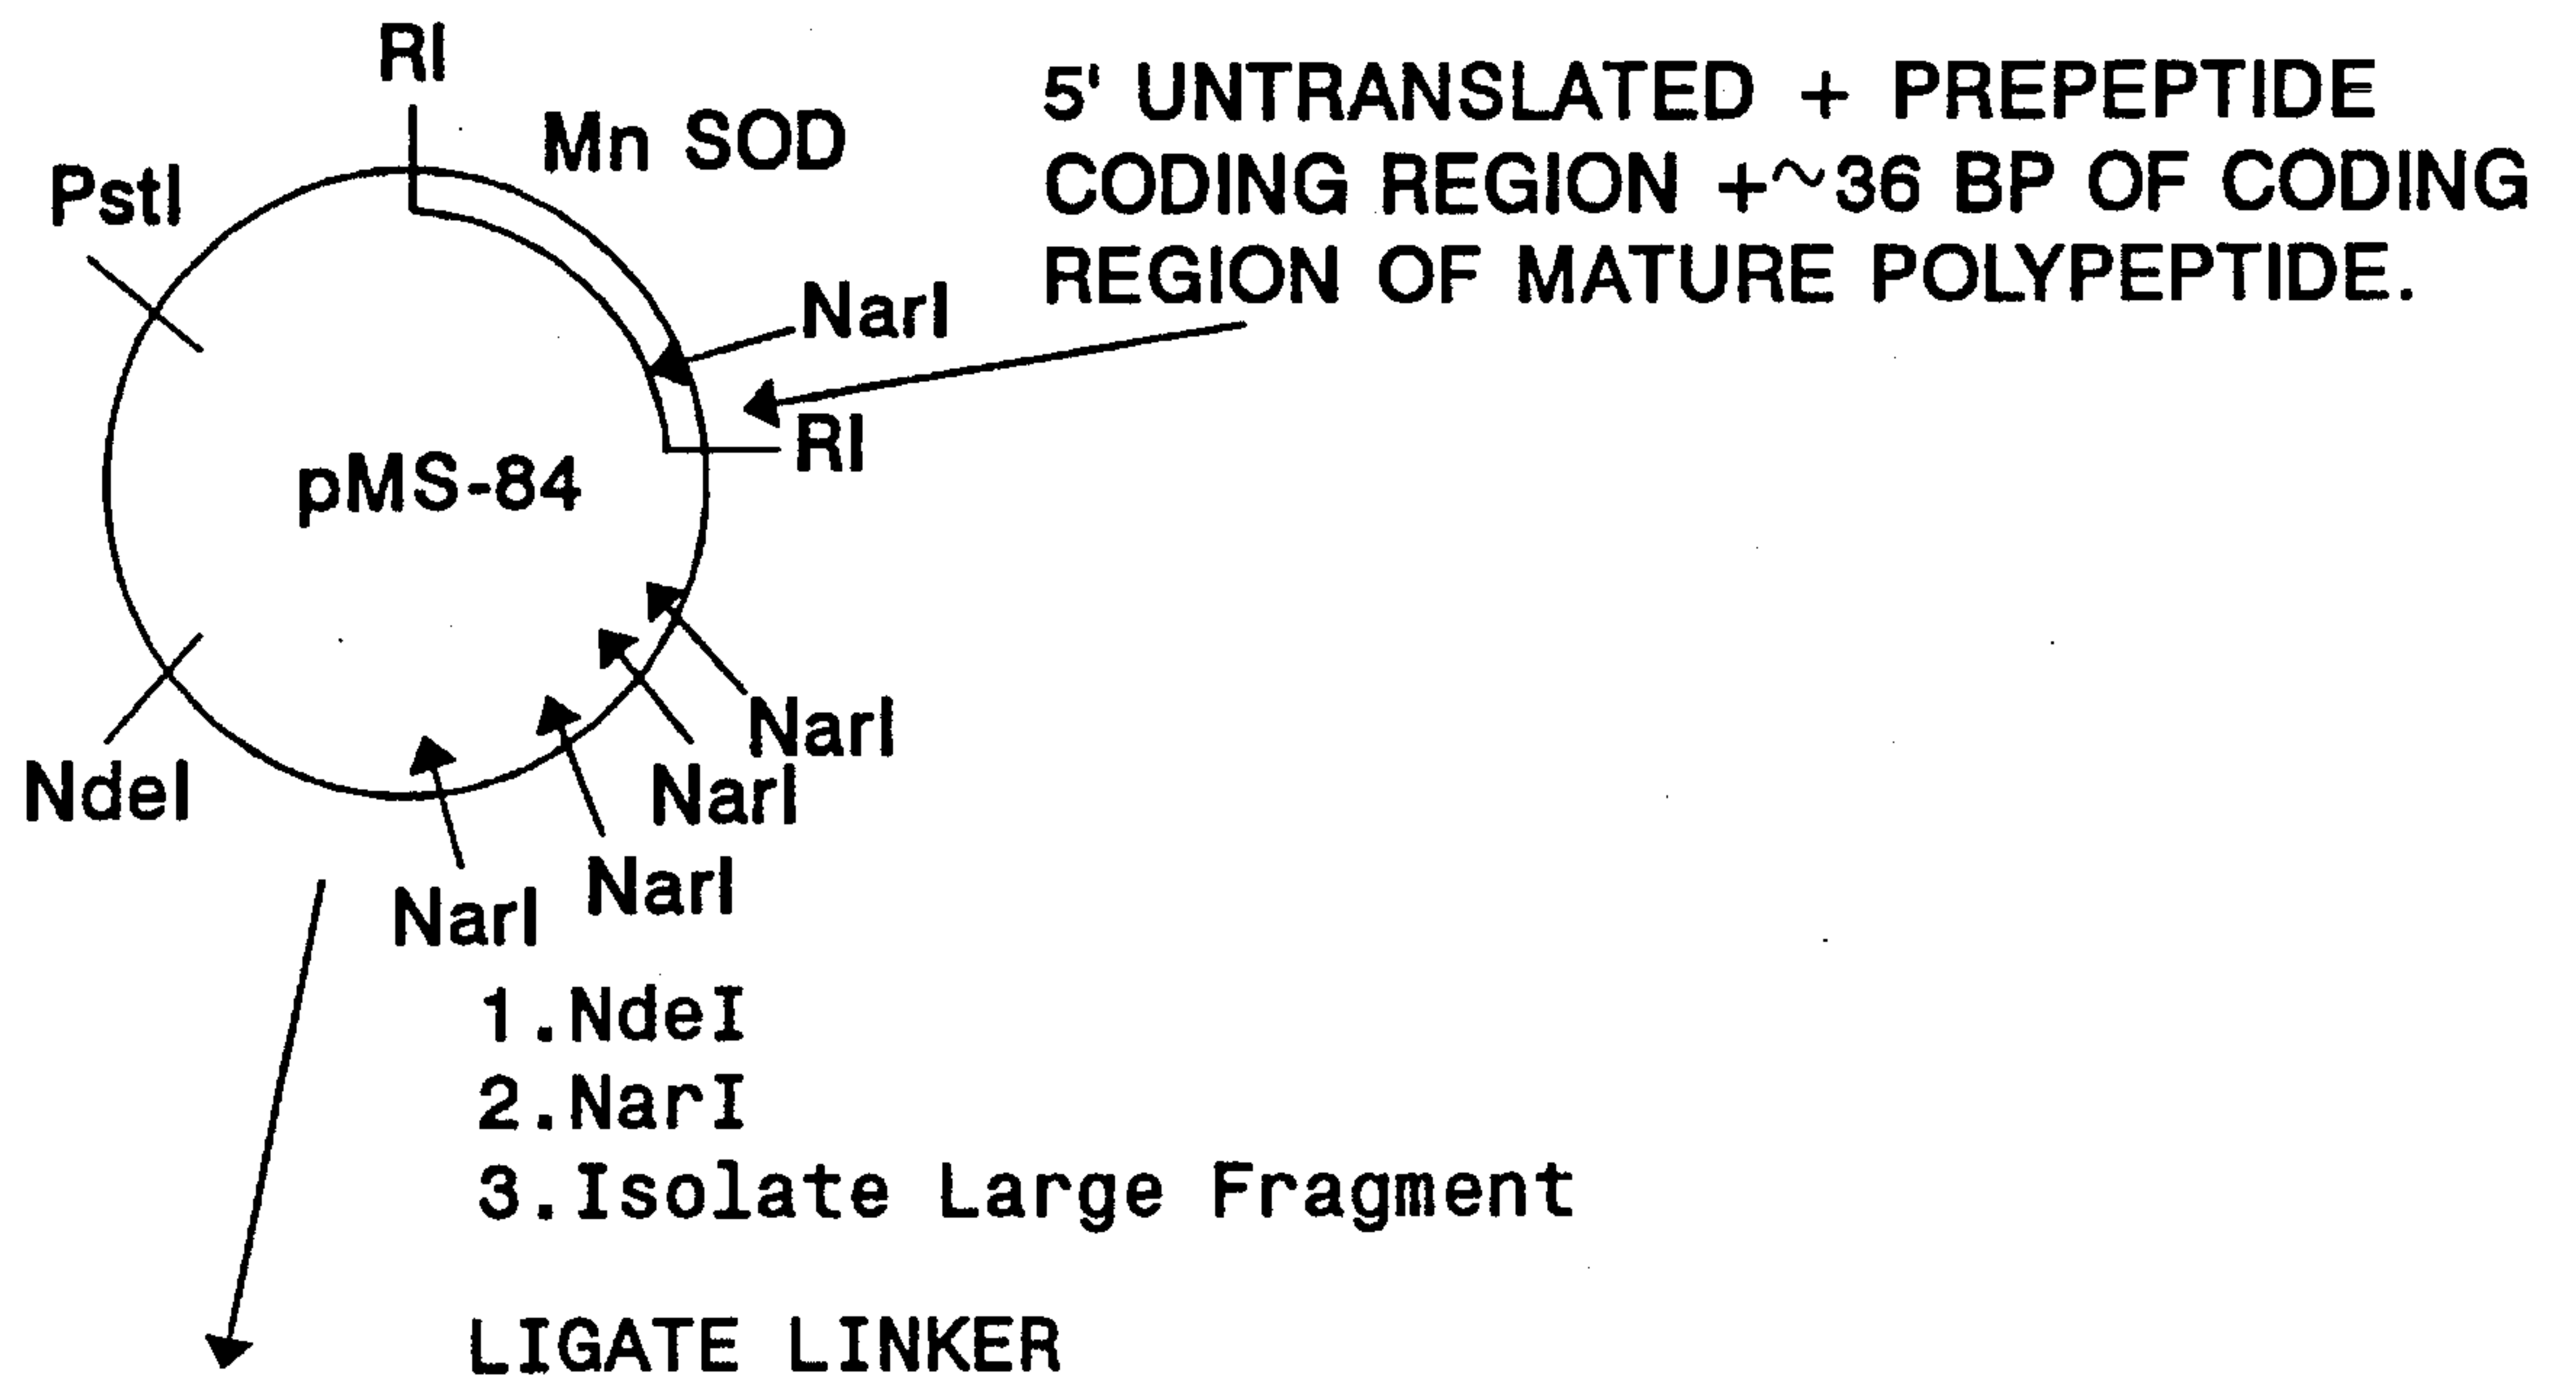 RI
Mn SOD
5' UNTRANSLATED + PREPEPTIDE
CODING REGION +~36 BP OF CODING
REGION OF MATURE POLYPEPTIDE.
PstI
NarI
RI
pMS-84
NdeI
NarI
NarI
NarI
NarI
1.NdeI
2.NarI
3.Isolate Large Fragment
LIGATE LINKER